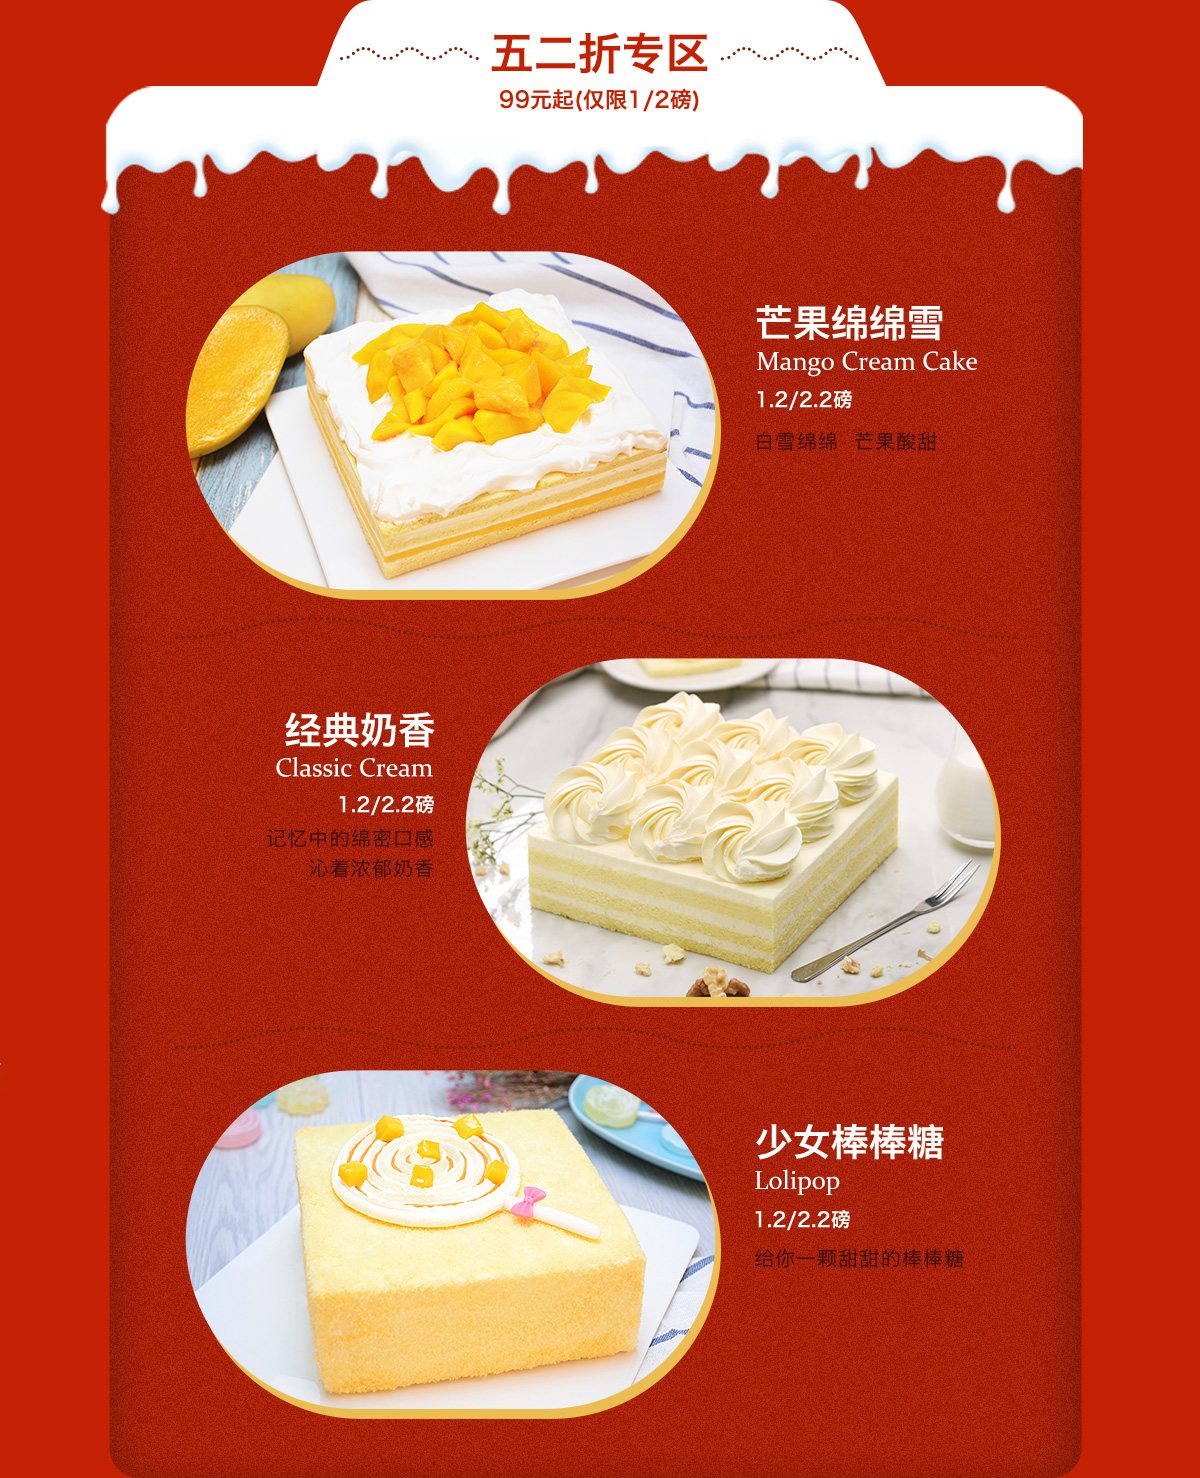 五二折专区
99元起(仅限1/2磅)
芒果绵绵雪
Mango Cream Cake
1.2/2.2磅
白雪绵绵 芒果酸甜
经典奶香
Classic Cream
1.2/2.2磅
记忆中的绵密口感
沁着浓郁奶香
少女棒棒糖
Lolipop
1.2/2.2磅
给你一颗甜甜的棒棒糖